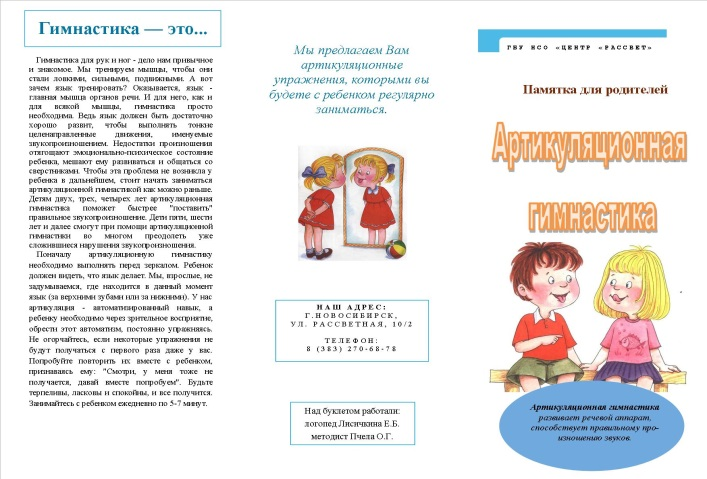 Гимнастика — это...
Гимнастика для рук и ног - дело нам привычное
и знакомое. Мы тренируем мышцы, чтобы они
стали ловкими, сильными, подвижными. А вот
зачем язык тренировать? Оказывается, язык -
главная мышца органов речи. И для него, как и
для всякой мышцы, гимнастика просто
необходима. Ведь язык должен быть достаточно
хорошо развит, чтобы выполнять тонкие
целенаправленные движения, именуемые
звукопроизношением. Недостатки произношения
отягощают эмоционально-психическое состояние
ребенка, мешают ему развиваться и общаться со
сверстниками. Чтобы эта проблема не возникла у
ребенка в дальнейшем, стоит начать заниматься
артикуляционной гимнастикой как можно раньше.
Детям двух, трех, четырех лет артикуляционная
гимнастика поможет быстрее "поставить"
правильное звукопроизношение. Дети пяти, шести
лет и далее смогут при помощи артикуляционной
гимнастики во многом преодолеть уже
сложившиеся нарушения звукопроизношения.
Поначалу артикуляционную гимнастику
необходимо выполнять перед зеркалом. Ребенок
должен видеть, что язык делает. Мы, взрослые, не
задумываемся, где находится в данный момент
язык (за верхними зубами или за нижними). У нас
артикуляция - автоматизированный навык, а
ребенку необходимо через зрительное восприятие,
обрести этот автоматизм, постоянно упражняясь.
Не огорчайтесь, если некоторые упражнения не
будут получаться с первого раза даже у вас.
Попробуйте повторить их вместе с ребенком,
признаваясь ему: "Смотри, у меня тоже не
получается, давай вместе попробуем". Будьте
терпеливы, ласковы и спокойны, и все получится.
Занимайтесь с ребенком ежедневно по 5-7 минут.
Мы предлагаем Вам
артикуляционные
упражнения, которыми вы
будете с ребенком регулярно
заниматься.
НАШ АДРЕС:
Г.НОВОСИБИРСК,
УЛ. РАССВЕТНАЯ, 10/2
ТЕЛЕФОН:
8 (383) 270-68-78
Над буклетом работали:
логопед Лисичкина Е.Б.
методист Пчела О.Г.
ГБУ НСО «ЦЕНТР «РАССВЕТ»
Памятка для родителей
Артикуляционная
гимнастика
Артикуляционная гимнастика
развивает речевой аппарат,
способствует правильному про-
изношению звуков.